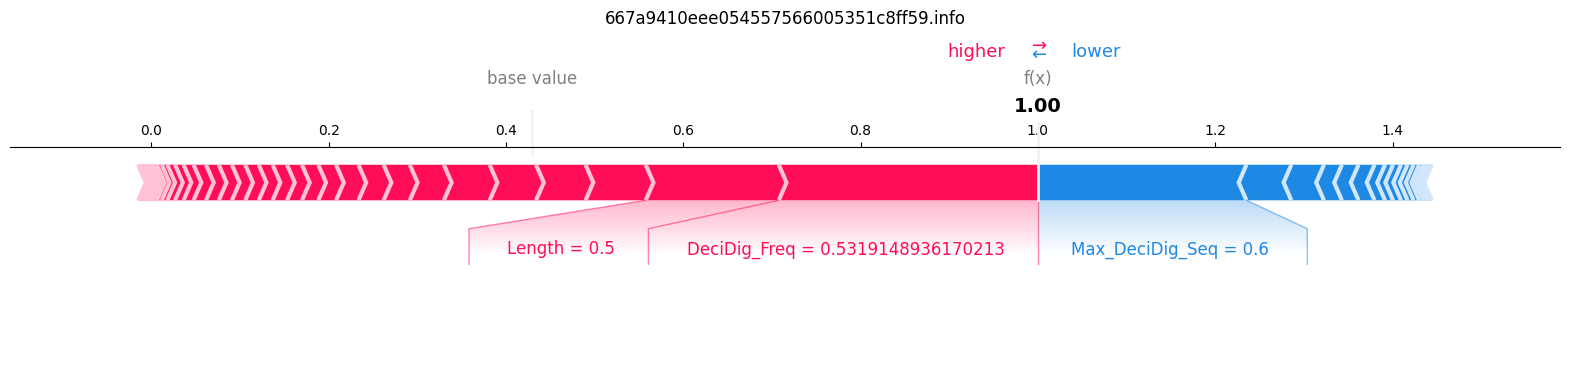 667a9410eee054557566005351c8ff59.info
higher → ← lower
base value f(x)
1.00
0.0 0.2 0.4 0.6 0.8 1.0 1.2 1.4
Length = 0.5 DeciDig_Freq = 0.5319148936170213 Max_DeciDig_Seq = 0.6